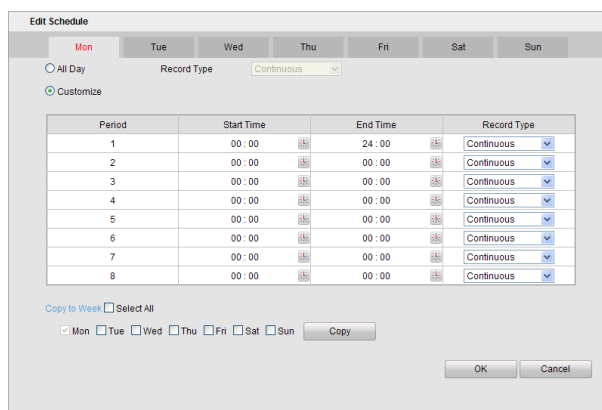 Edit Schedule
Mon Tue Wed Thu Fri Sat Sun
All Day Record Type Continuous
Customize
Period Start Time End Time Record Type
1 00 : 00 24 : 00 Continuous
2 00 : 00 00 : 00 Continuous
3 00 : 00 00 : 00 Continuous
4 00 : 00 00 : 00 Continuous
5 00 : 00 00 : 00 Continuous
6 00 : 00 00 : 00 Continuous
7 00 : 00 00 : 00 Continuous
8 00 : 00 00 : 00 Continuous
Copy to Week Select All
Mon Tue Wed Thu Fri Sat Sun Copy
OK Cancel